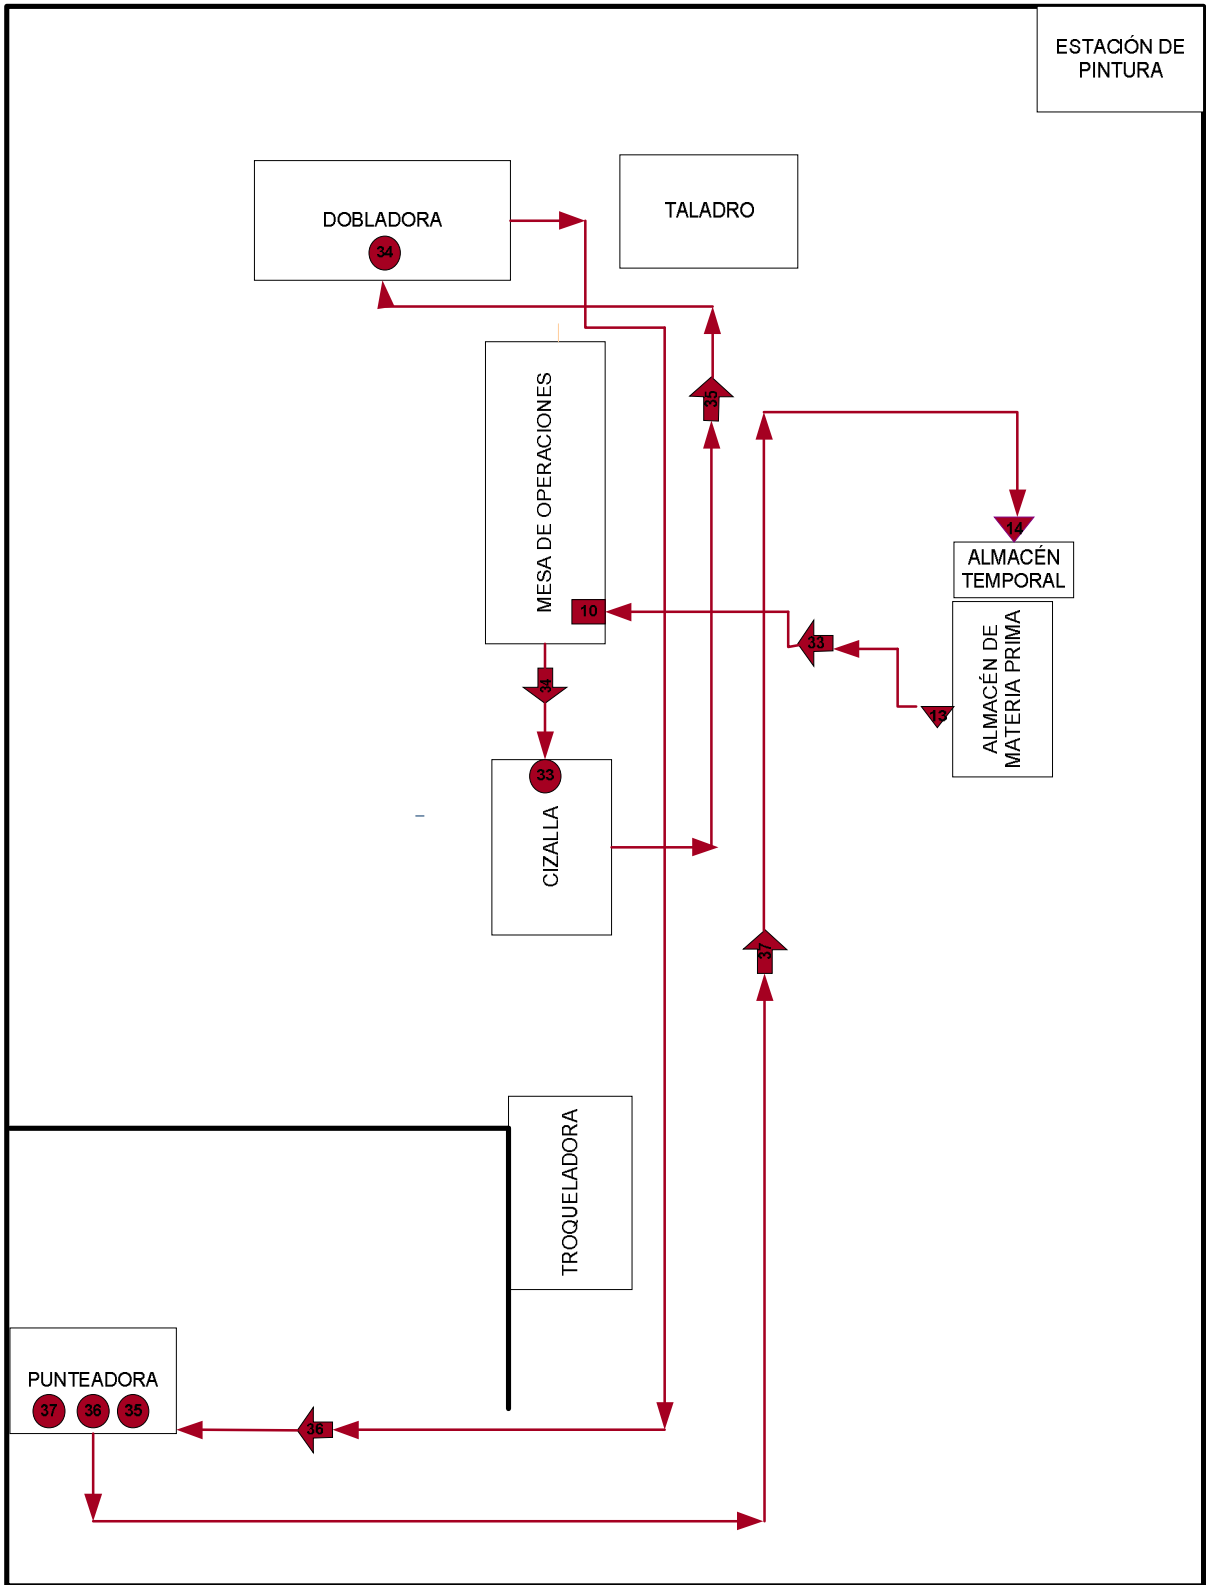 ESTACIÓN DE
PINTURA
DOBLADORA
34
TALADRO
MESA DE OPERACIONES
35
14
ALMACÉN
TEMPORAL
10
33
ALMACÉN DE
MATERIA PRIMA
13
34
33
CIZALLA
37
TROQUELADORA
PUNTEADORA
37
36
35
36